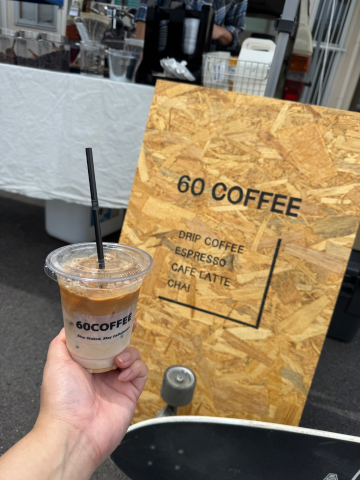 60 COFFEE
DRIP COFFEE
ESPRESSO
CAFE LATTE
CHAI
60COFFEE